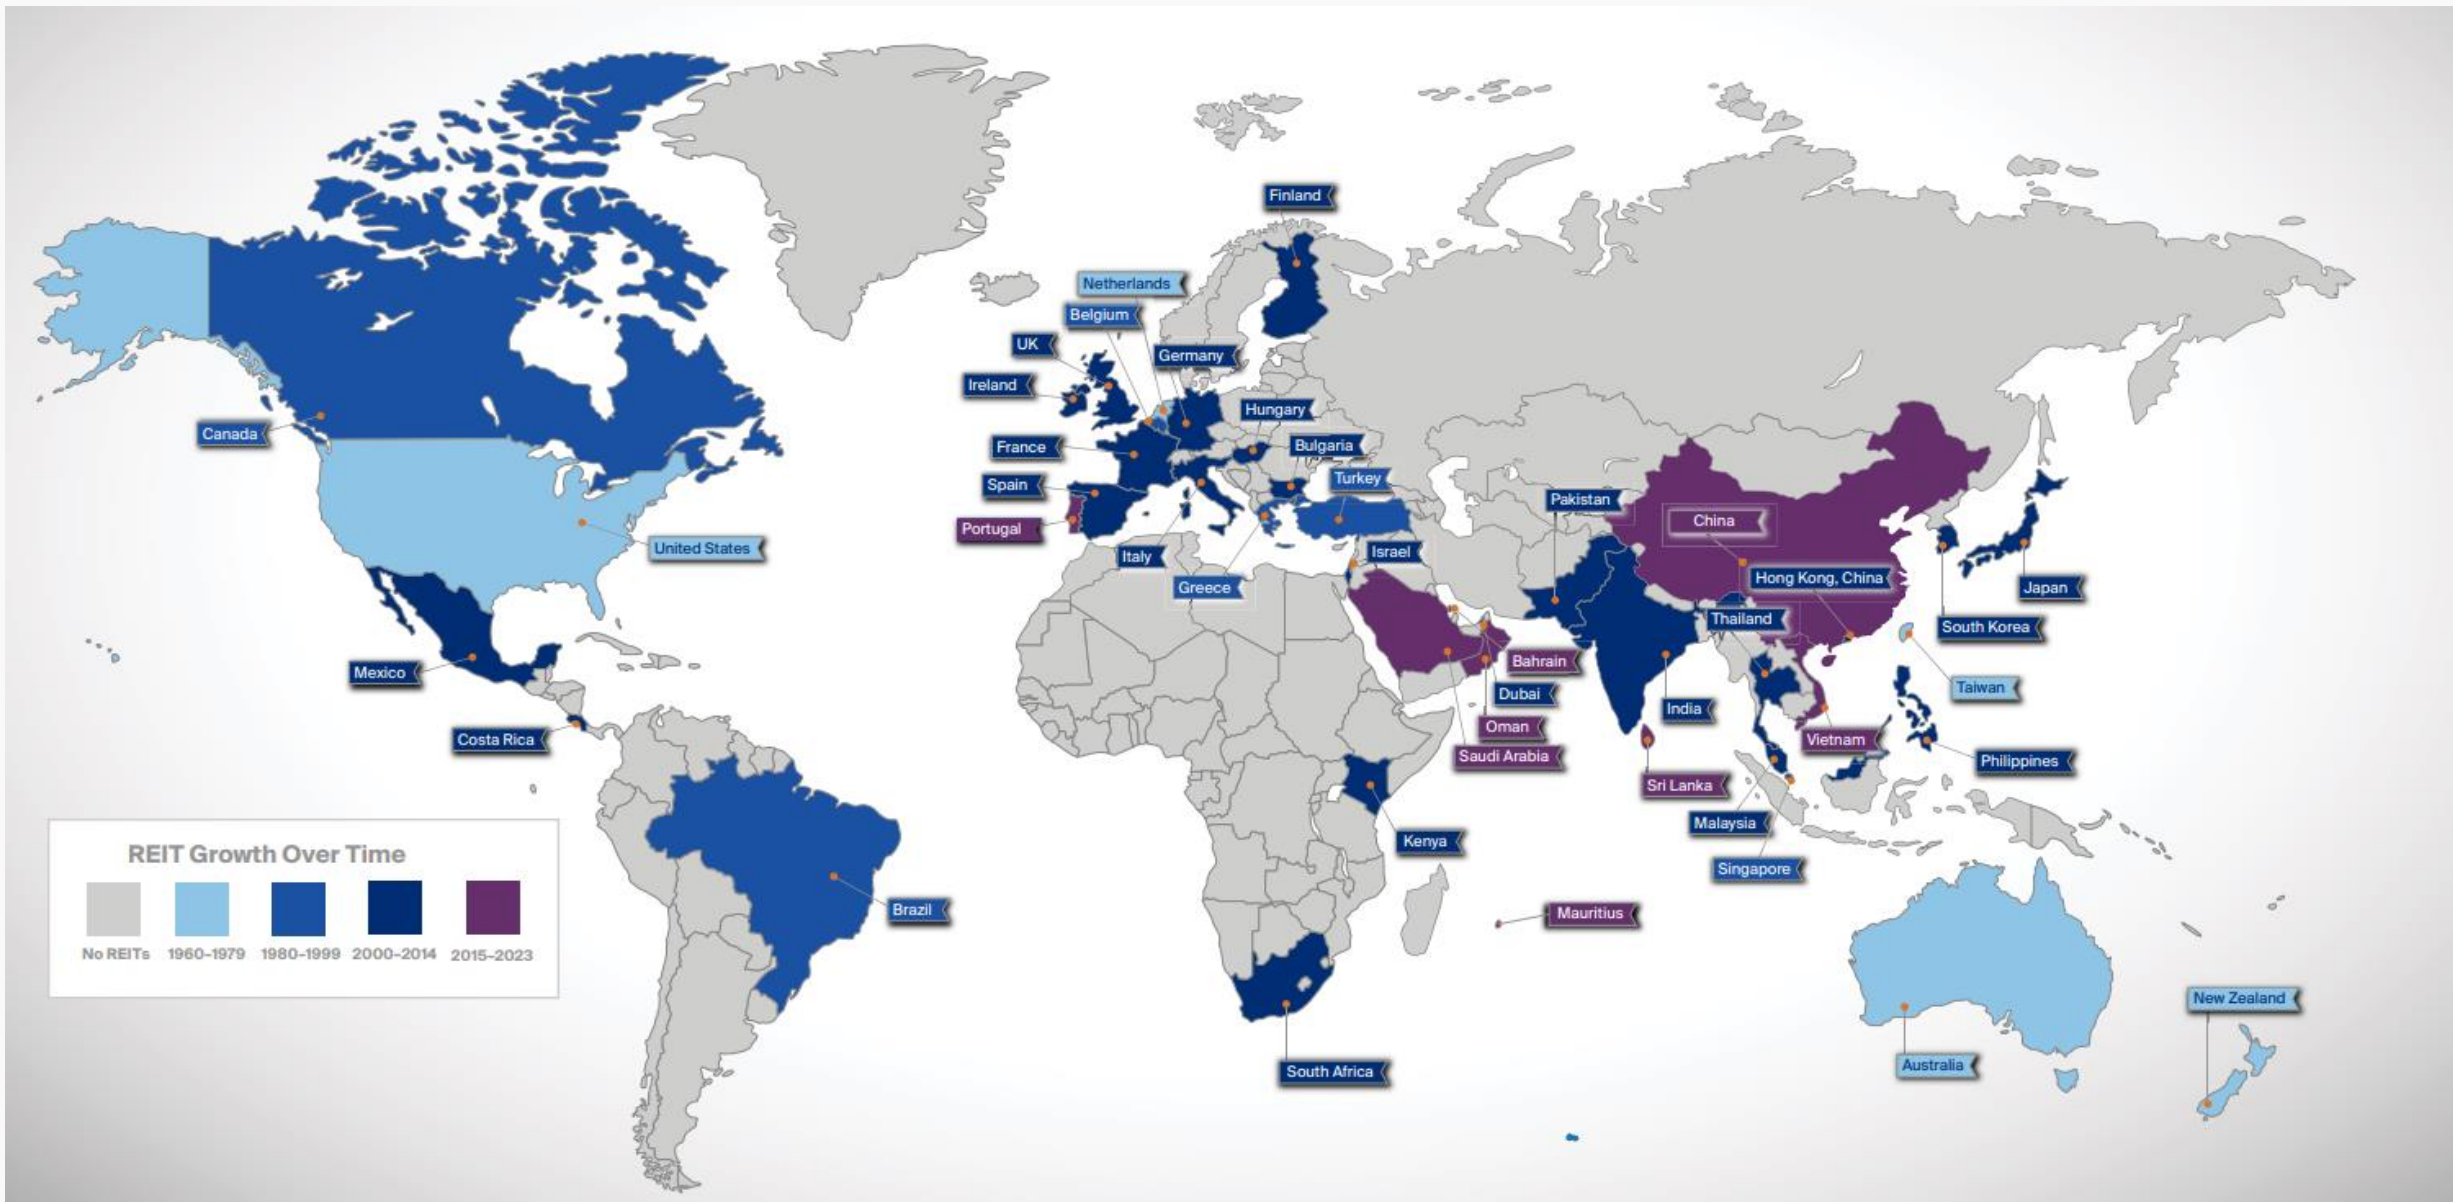 Finland
Netherlands
Belgium
UK
Germany
Ireland
Hungary
Canada
France
Bulgaria
Turkey
Spain
Pakistan
Portugal
China
United States
Italy
Israel
Hong Kong, China
Greece
Japan
Thailand
South Korea
Bahrain
Mexico
Taiwan
Dubai
India
Oman
Costa Rica
Vietnam
Saudi Arabia
Philippines
Sri Lanka
Malaysia
Kenya
REIT Growth Over Time
Singapore
Brazil
Mauritius
No REITs 1960–1979 1980–1999 2000–2014 2015–2023
New Zealand
Australia
South Africa